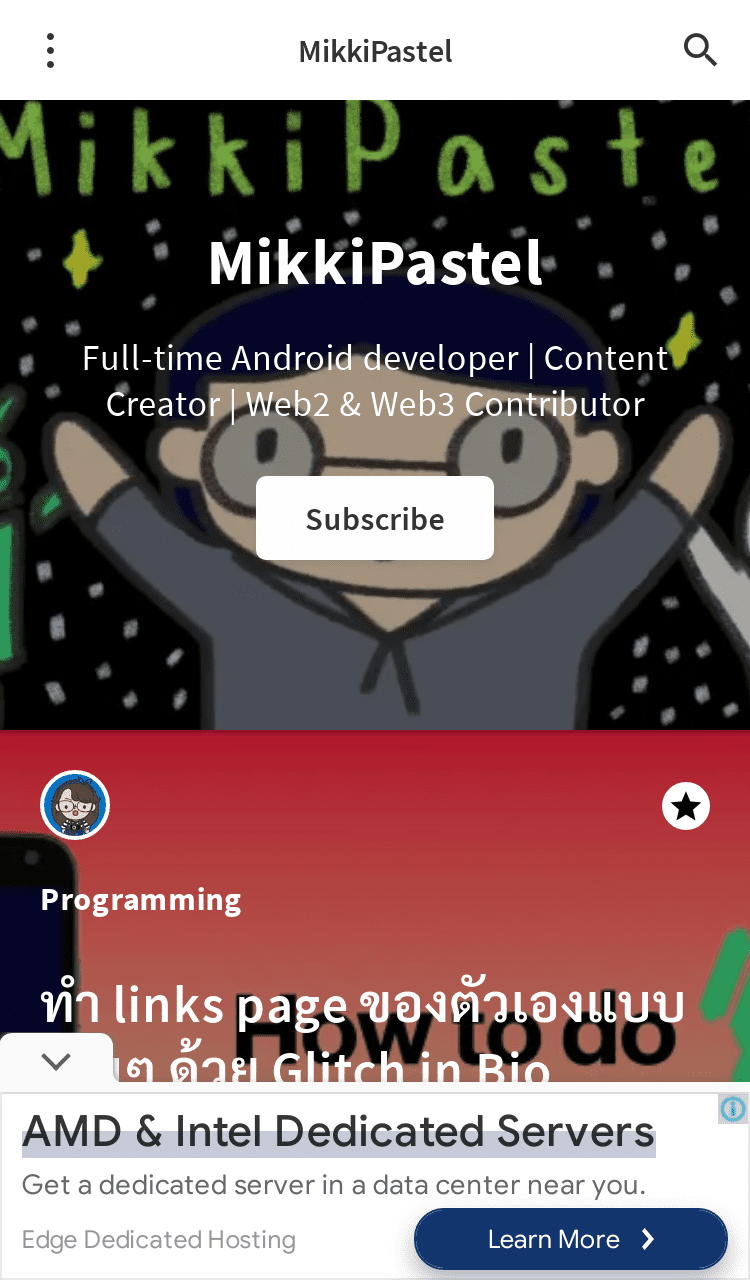 MikkiPastel
MikkiPaste
MikkiPastel
Full-time Android developer | Content
Creator | Web2 & Web3 Contributor
Subscribe
Programming
ทำ links page ของตัวเองแบบ
How to do
ด้วย Glitch in Bio
AMD & Intel Dedicated Servers
Get a dedicated server in a data center near you.
Edge Dedicated Hosting
Learn More